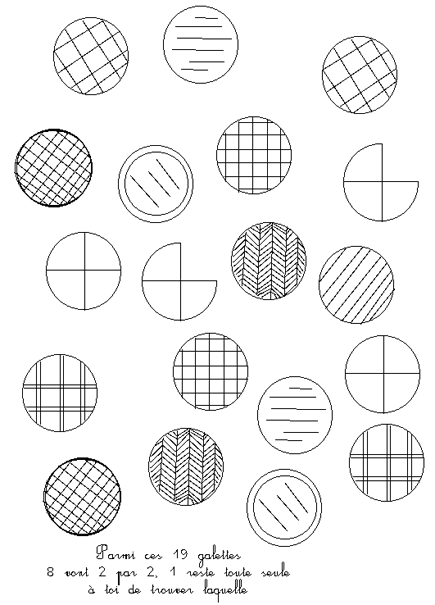 Parmi ces 19 galettes
8 vont 2 par 2, 1 reste toute seule
à toi de trouver laquelle